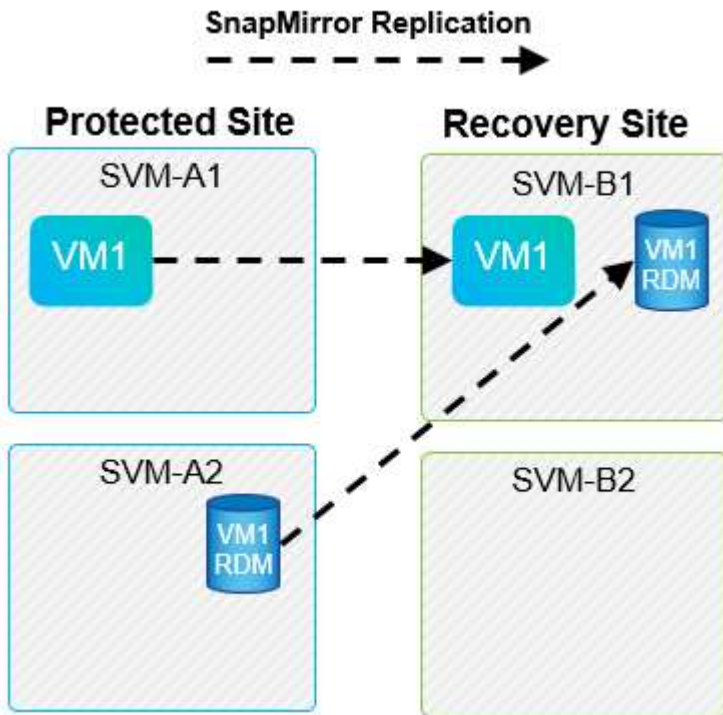 SnapMirror Replication
Protected Site
Recovery Site
SVM-A1
SVM-B1
VM1
VM1
VM1
RDM
SVM-A2
SVM-B2
VM1
RDM